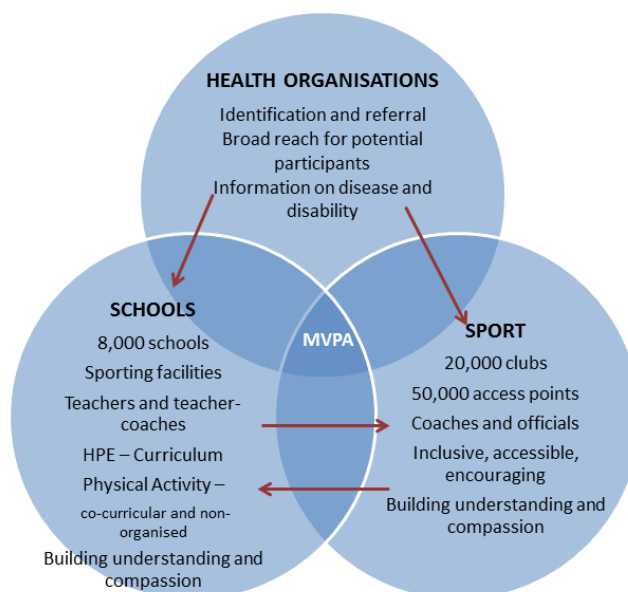 HEALTH ORGANISATIONS
Identification and referral
Broad reach for potential
participants
Information on disease and
disability
SCHOOLS
8,000 schools
Sporting facilities
Teachers and teacher-
coaches
HPE – Curriculum
Physical Activity –
co-curricular and non-
organised
Building understanding and
compassion
MVPA
SPORT
20,000 clubs
50,000 access points
Coaches and officials
Inclusive, accessible,
encouraging
Building understanding and
compassion